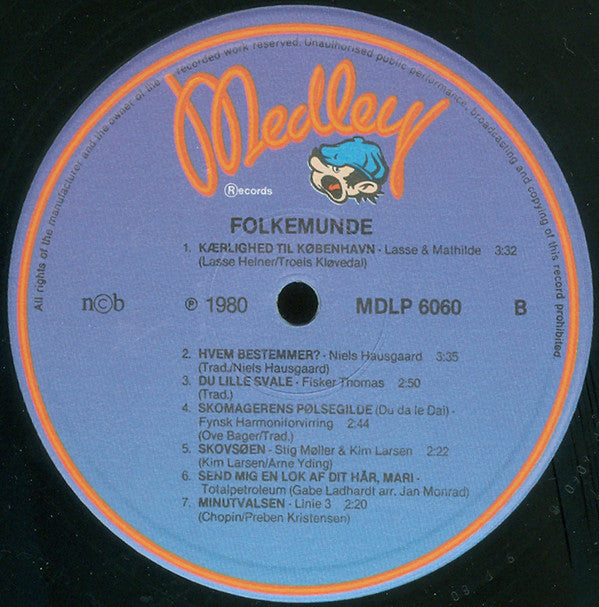 All rights of the manufacturer and the owner of the recorded work reserved. Unauthorised public performance, broadcasting and copying of this record prohibited.
Medley
Ⓡecords
FOLKEMUNDE
1. KÆRLIGHED TIL KØBENHAVN - Lasse & Mathilde 3:32
(Lasse Helner/Troels Kløvedal)
n©b ℗ 1980 MDLP 6060 B
2. HVEM BESTEMMER? - Niels Hausgaard 3:35
(Trad./Niels Hausgaard)
3. DU LILLE SVALE - Fisker Thomas 2:50
(Trad.)
4. SKOMAGERENS PØLSEGILDE (Du da le Dal) -
Fynsk Harmoniforvirring 2:44
(Ove Bager/Trad.)
5. SKOVSØEN - Stig Møller & Kim Larsen 2:22
(Kim Larsen/Arne Yding)
6. SEND MIG EN LOK AF DIT HÅR, MARI -
Totalpetroleum (Gabe Ladhardt arr. Jan Monrad)
7. MINUTVALSEN - Linie 3 2:20
(Chopin/Preben Kristensen)